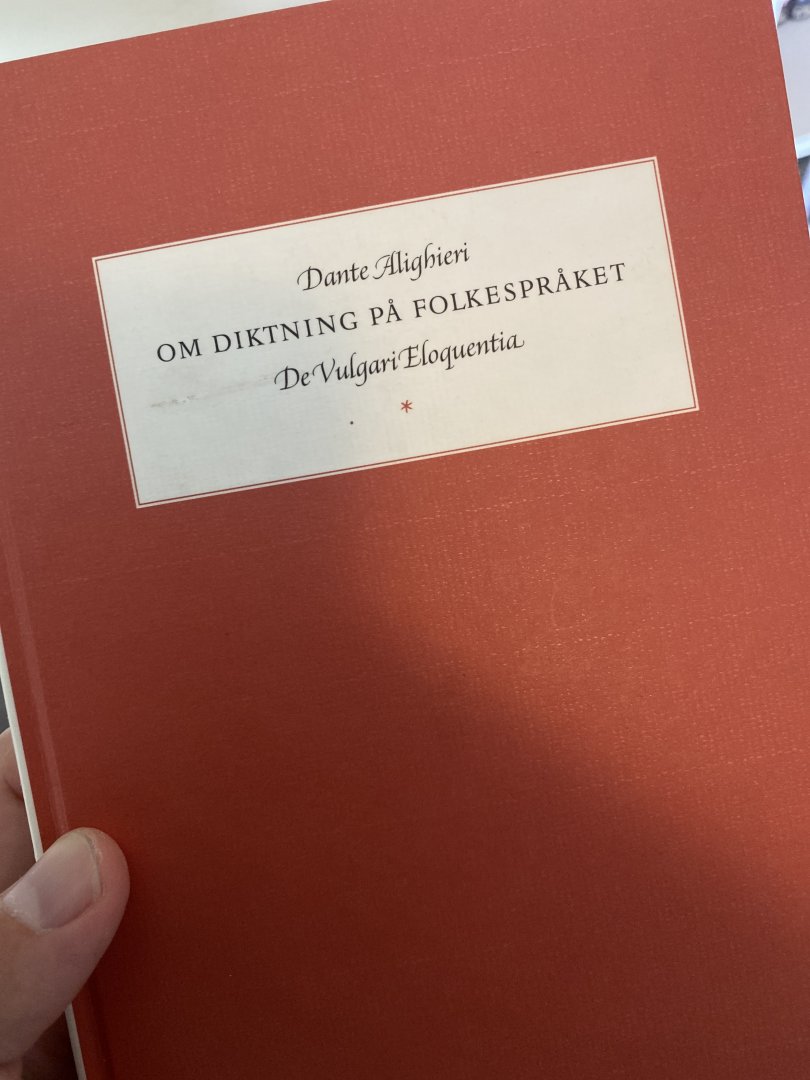 Dante Alighieri
OM DIKTNING PÅ FOLKESPRÅKET
De Vulgari Eloquentia
*